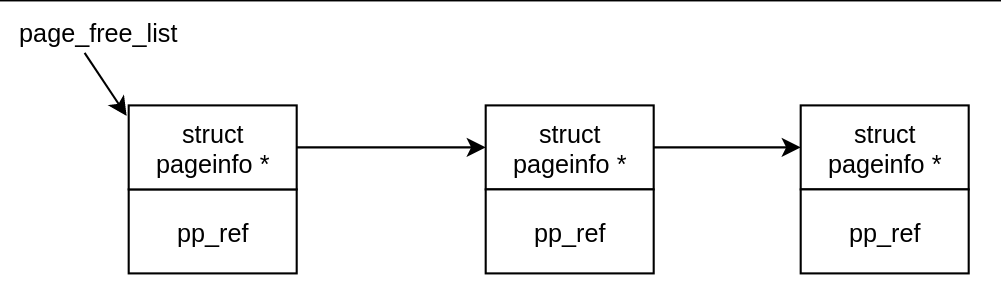 page_free_list
struct
pageinfo *
pp_ref
struct
pageinfo *
pp_ref
struct
pageinfo *
pp_ref